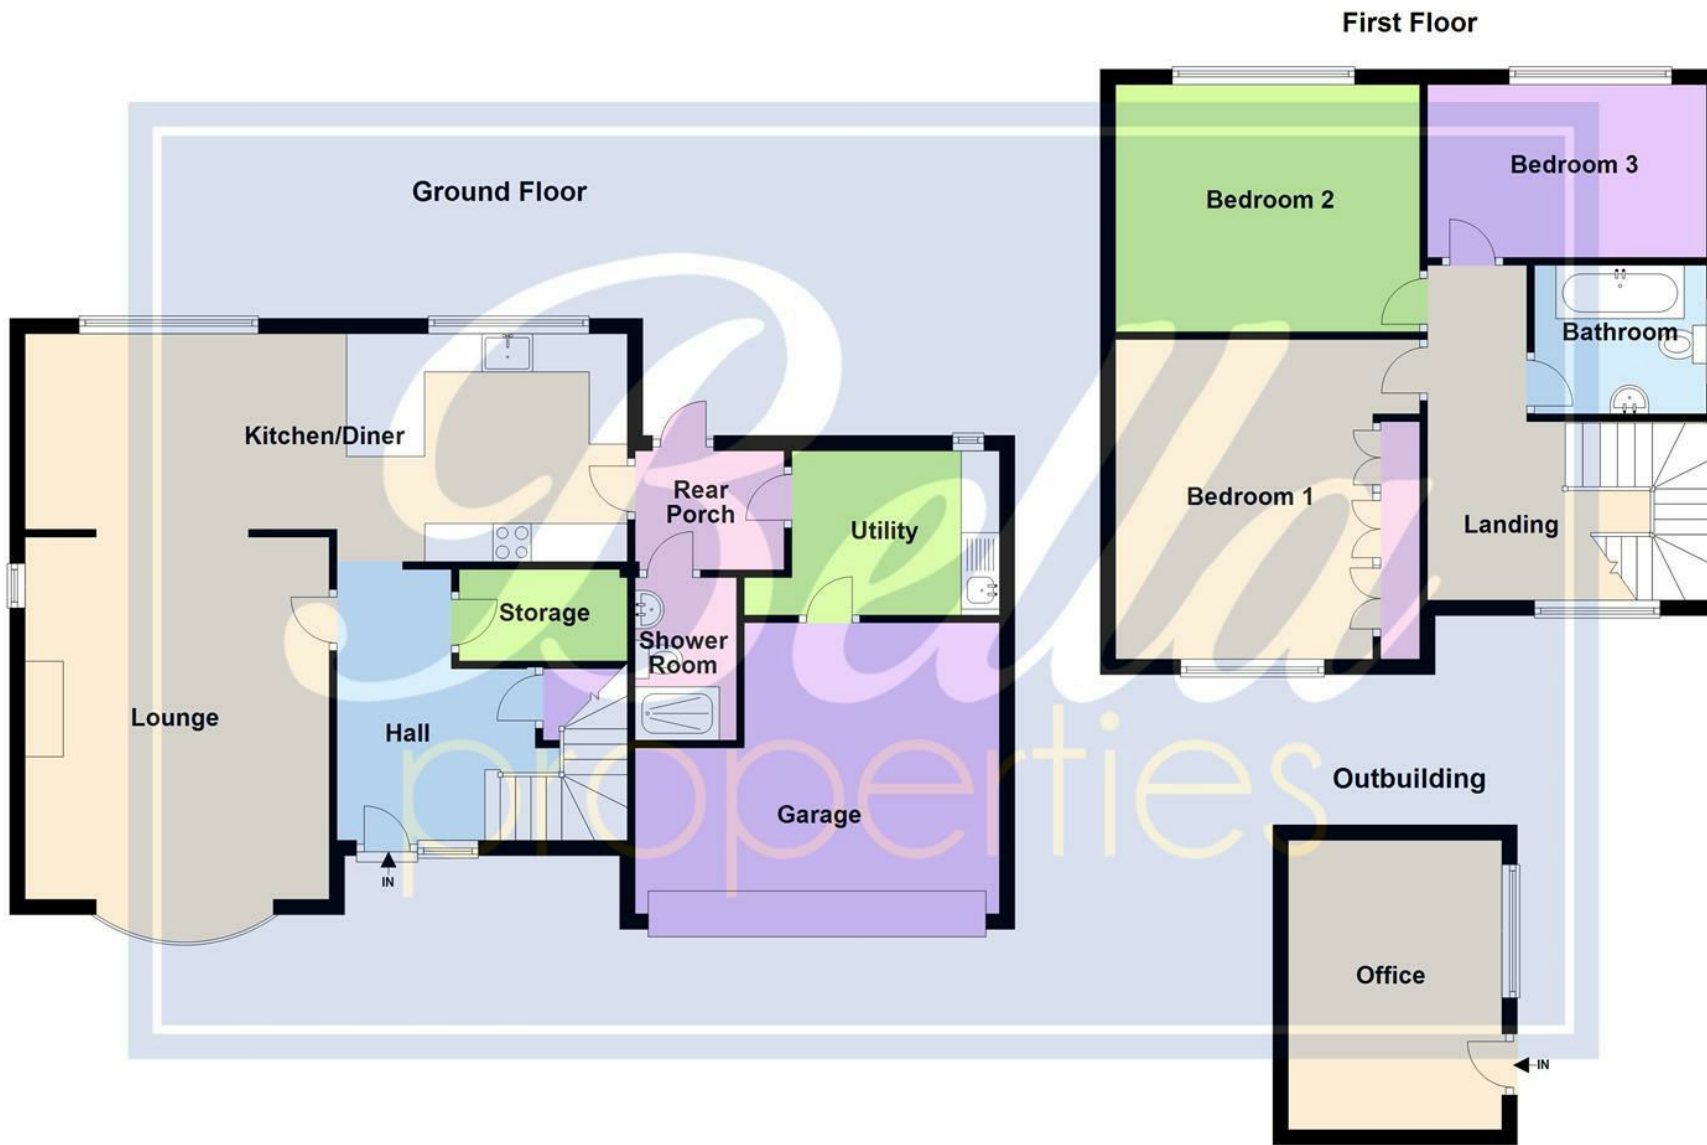 First Floor
Ground Floor
Bedroom 2
Bedroom 3
Bathroom
Kitchen/Diner
Rear
Porch
Utility
Bedroom 1
Landing
Storage
Shower
Room
Lounge
Hall
Garage
IN
Outbuilding
Office
IN
Bella
properties